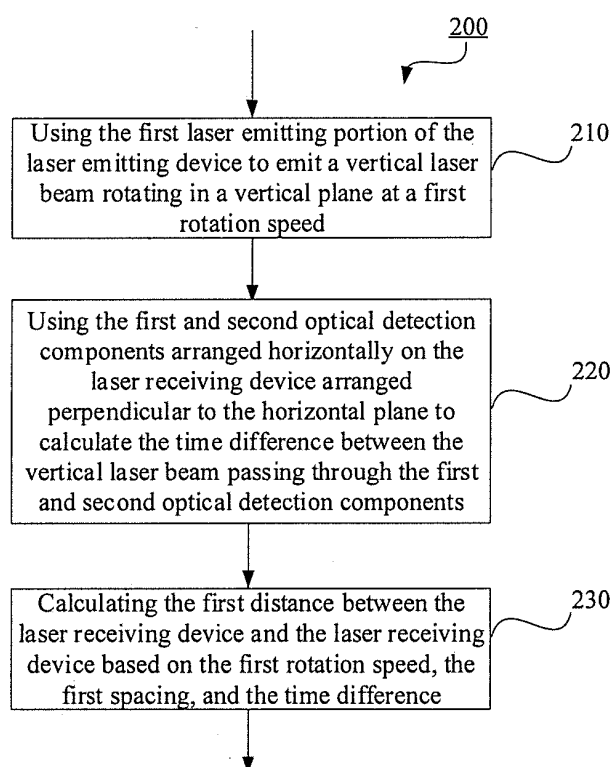 200
Using the first laser emitting portion of the
laser emitting device to emit a vertical laser
beam rotating in a vertical plane at a first
rotation speed
210
Using the first and second optical detection
components arranged horizontally on the
laser receiving device arranged
perpendicular to the horizontal plane to
calculate the time difference between the
vertical laser beam passing through the first
and second optical detection components
220
Calculating the first distance between the
laser receiving device and the laser receiving
device based on the first rotation speed, the
first spacing, and the time difference
230